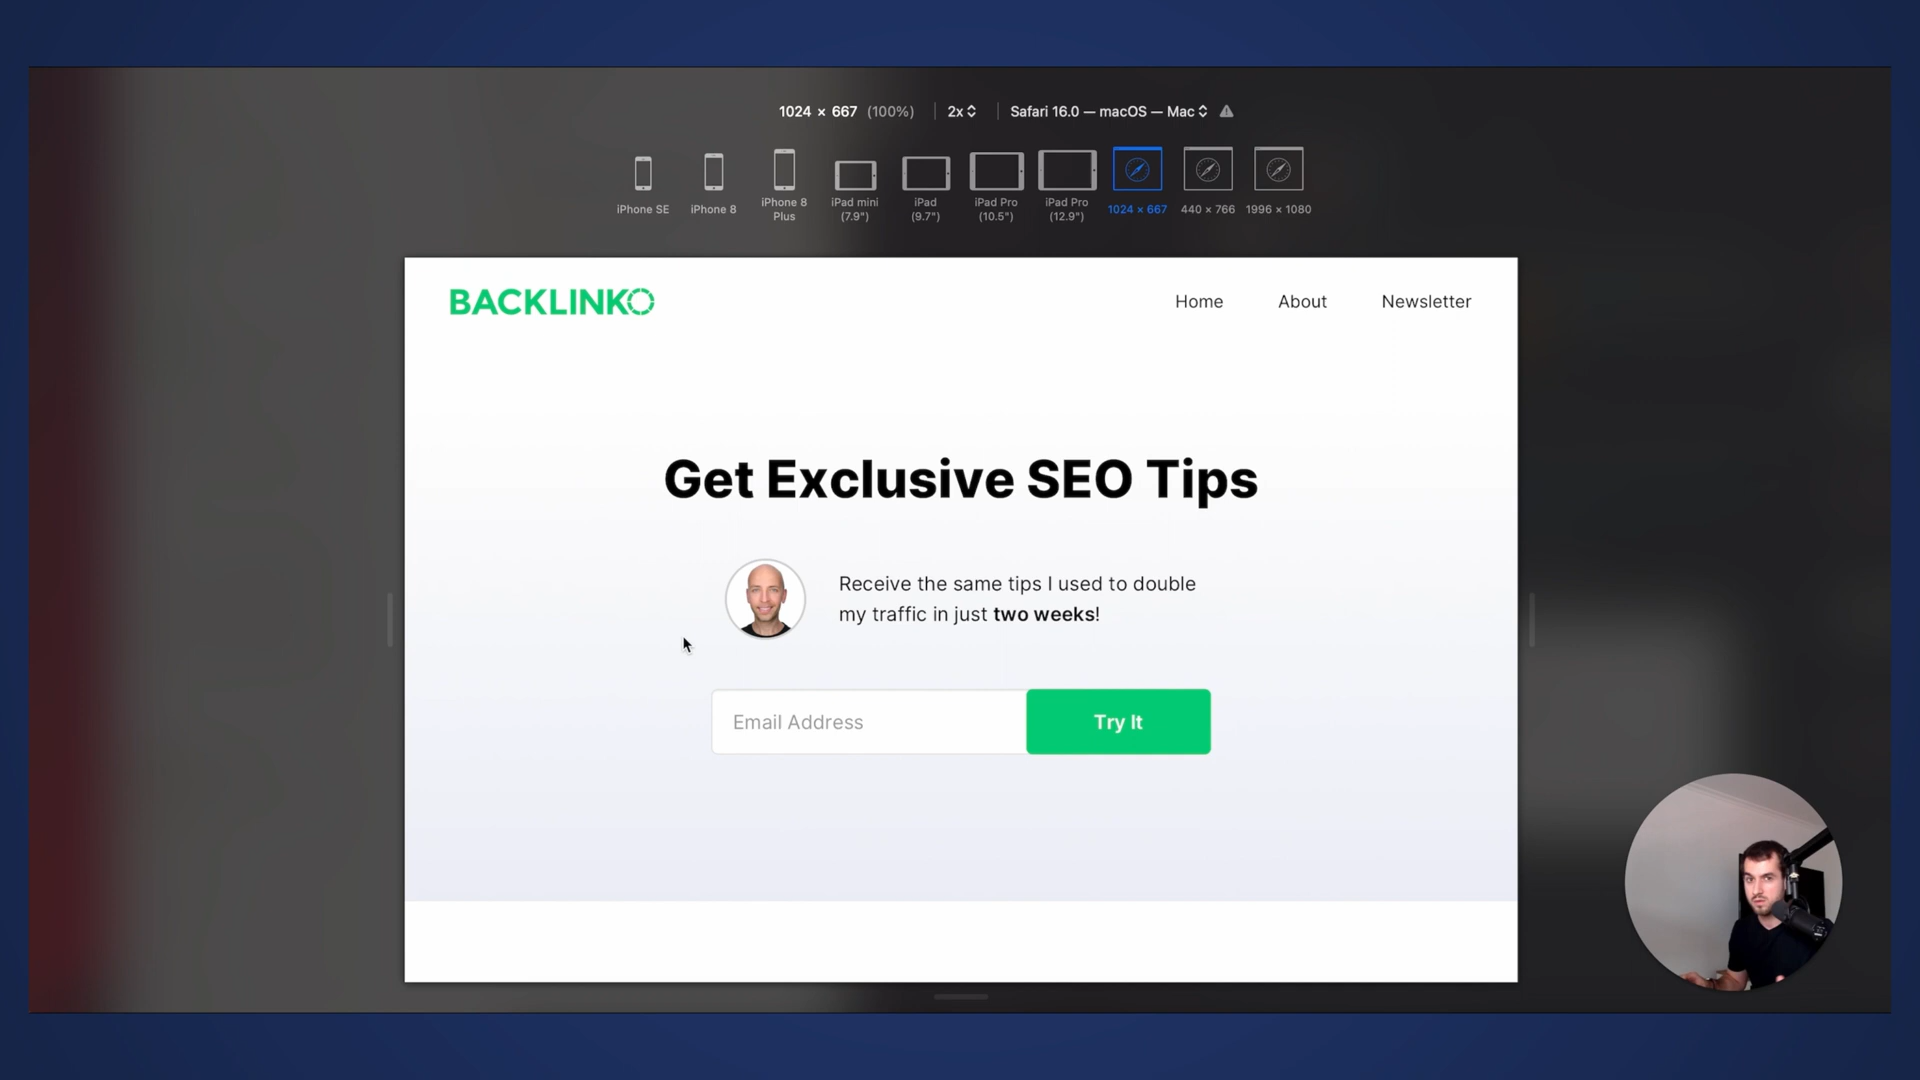 1024 × 667 (100%) 2x Safari 16.0 — macOS — Mac
iPhone SE
iPhone 8
iPhone 8
Plus
iPad mini
(7.9")
iPad
(9.7")
iPad Pro
(10.5")
iPad Pro
(12.9")
1024 × 667
440 × 766
1996 × 1080
BACKLINKO
Home About Newsletter
Get Exclusive SEO Tips
Receive the same tips I used to double
my traffic in just two weeks!
Email Address
Try It